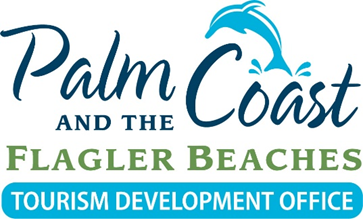 Palm Coast
AND THE
FLAGLER BEACHES
TOURISM DEVELOPMENT OFFICE